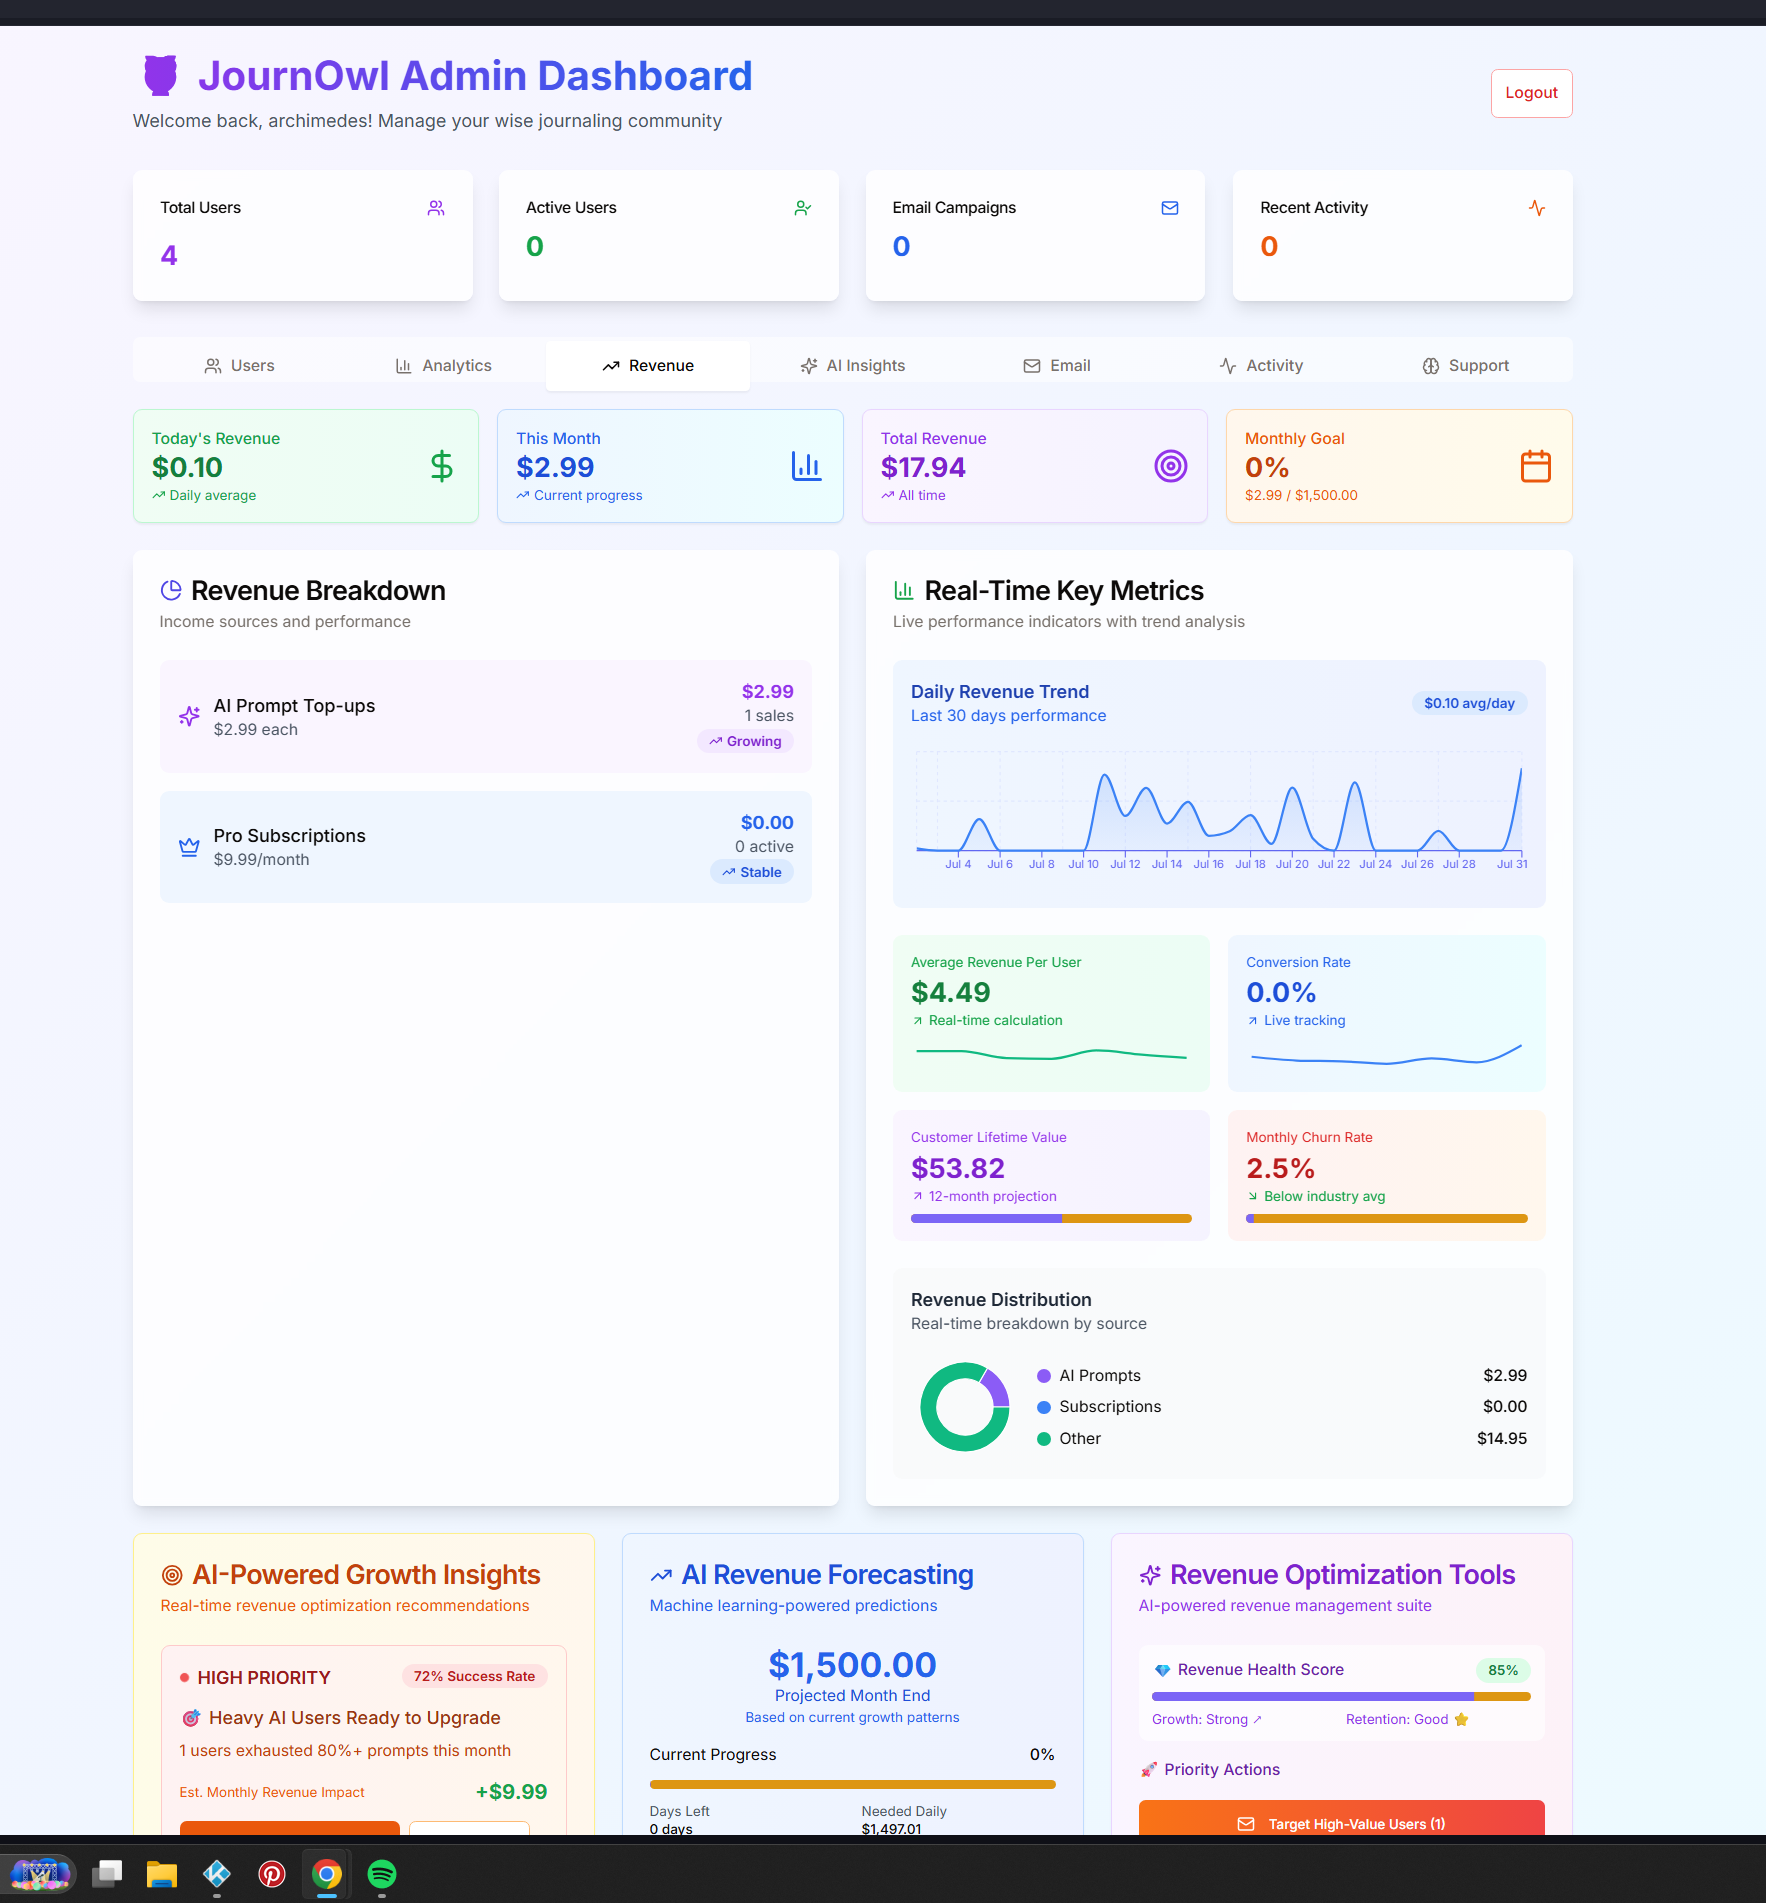 JournOwl Admin Dashboard
Welcome back, archimedes! Manage your wise journaling community
Logout
Total Users
4
Active Users
0
Email Campaigns
0
Recent Activity
0
Users
Analytics
Revenue
AI Insights
Email
Activity
Support
Today's Revenue
$0.10
Daily average
This Month
$2.99
Current progress
Total Revenue
$17.94
All time
Monthly Goal
0%
$2.99 / $1,500.00
Revenue Breakdown
Income sources and performance
AI Prompt Top-ups
$2.99 each
$2.99
1 sales
Growing
Pro Subscriptions
$9.99/month
$0.00
0 active
Stable
Real-Time Key Metrics
Live performance indicators with trend analysis
Daily Revenue Trend
Last 30 days performance
$0.10 avg/day
Jul 4 Jul 6 Jul 8 Jul 10 Jul 12 Jul 14 Jul 16 Jul 18 Jul 20 Jul 22 Jul 24 Jul 26 Jul 28 Jul 31
Average Revenue Per User
$4.49
Real-time calculation
Conversion Rate
0.0%
Live tracking
Customer Lifetime Value
$53.82
12-month projection
Monthly Churn Rate
2.5%
Below industry avg
Revenue Distribution
Real-time breakdown by source
AI Prompts $2.99
Subscriptions $0.00
Other $14.95
AI-Powered Growth Insights
Real-time revenue optimization recommendations
HIGH PRIORITY
72% Success Rate
Heavy AI Users Ready to Upgrade
1 users exhausted 80%+ prompts this month
Est. Monthly Revenue Impact
+$9.99
AI Revenue Forecasting
Machine learning-powered predictions
$1,500.00
Projected Month End
Based on current growth patterns
Current Progress 0%
Days Left
0 days
Needed Daily
$1,497.01
Revenue Optimization Tools
AI-powered revenue management suite
Revenue Health Score
85%
Growth: Strong ↗
Retention: Good
Priority Actions
Target High-Value Users (1)